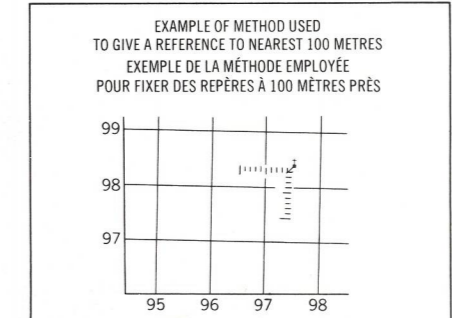 EXAMPLE OF METHOD USED
TO GIVE A REFERENCE TO NEAREST 100 METRES
EXEMPLE DE LA MÉTHODE EMPLOYÉE
POUR FIXER DES REPÈRES À 100 MÈTRES PRÈS
99
98
97
95 96 97 98